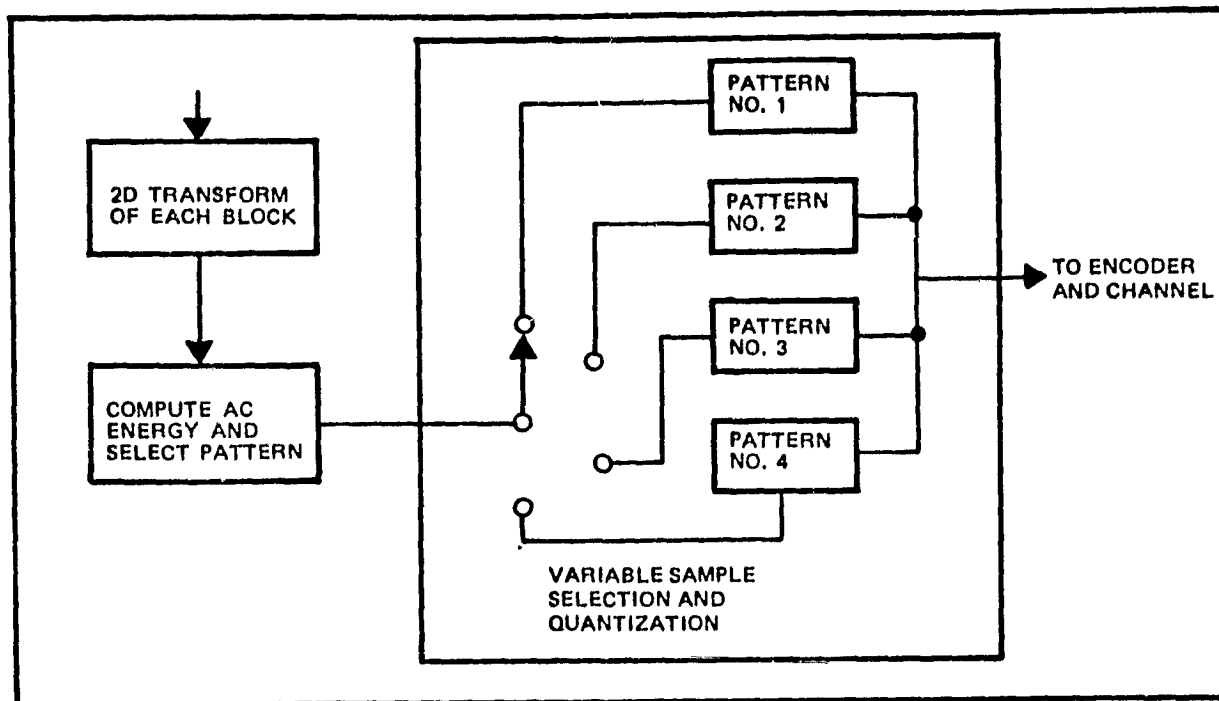 2D TRANSFORM
OF EACH BLOCK
COMPUTE AC
ENERGY AND
SELECT PATTERN
PATTERN
NO. 1
PATTERN
NO. 2
PATTERN
NO. 3
PATTERN
NO. 4
VARIABLE SAMPLE
SELECTION AND
QUANTIZATION
TO ENCODER
AND CHANNEL